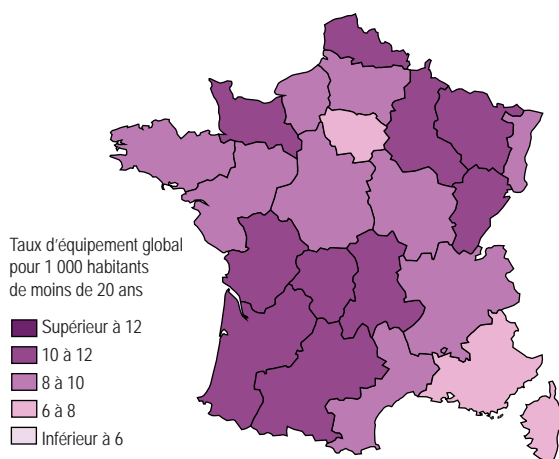 Taux d'équipement global
pour 1 000 habitants
de moins de 20 ans
Supérieur à 12
10 à 12
8 à 10
6 à 8
Inférieur à 6